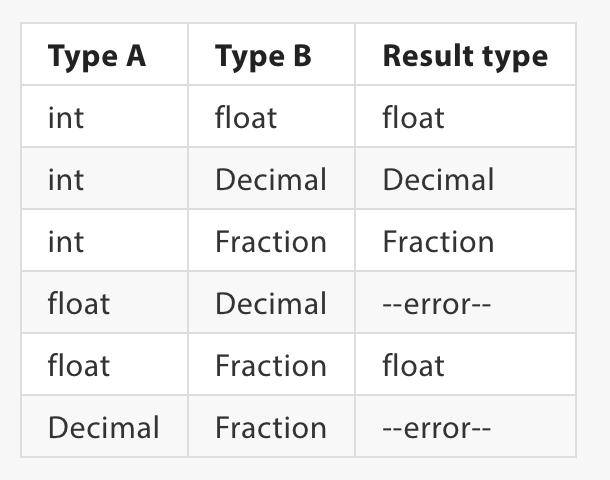 Type A Type B Result type
int float float
int Decimal Decimal
int Fraction Fraction
float Decimal --error--
float Fraction float
Decimal Fraction --error--